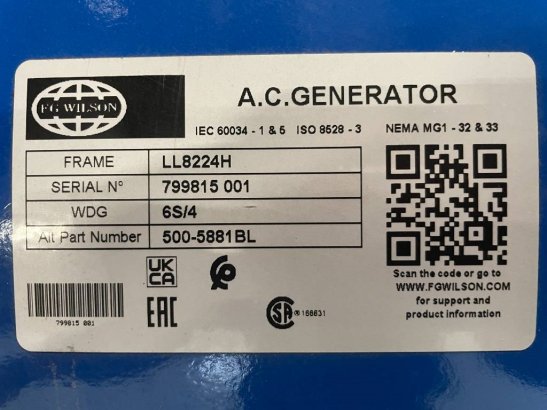 FG WILSON
A.C.GENERATOR
IEC 60034 - 1 & 5 ISO 8528 - 3 NEMA MG1 - 32 & 33
FRAME LL8224H
SERIAL N° 799815 001
WDG 6S/4
Alt Part Number 500-5881BL
UK
CA
EAC
SA ® 168631
799815 001
Scan the code or go to
WWW.FGWILSON.COM
for support and
product information